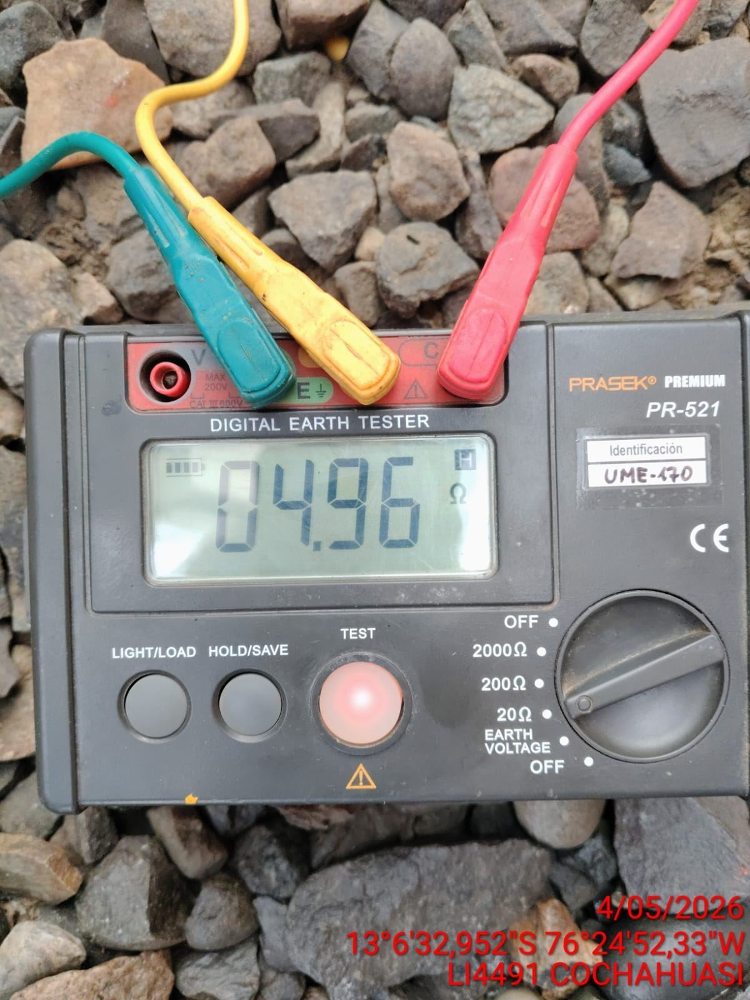 V
C
MAX
200V
CAT III 600V
E
DIGITAL EARTH TESTER
PRASEK® PREMIUM
PR-521
Identificación
UME-170
H
04.96
Ω
CE
OFF
2000Ω
200Ω
20Ω
EARTH
VOLTAGE
OFF
TEST
LIGHT/LOAD HOLD/SAVE
4/05/2026
13°6'32,952"S 76°24'52,33"W
LI4491 COCHAHUASI